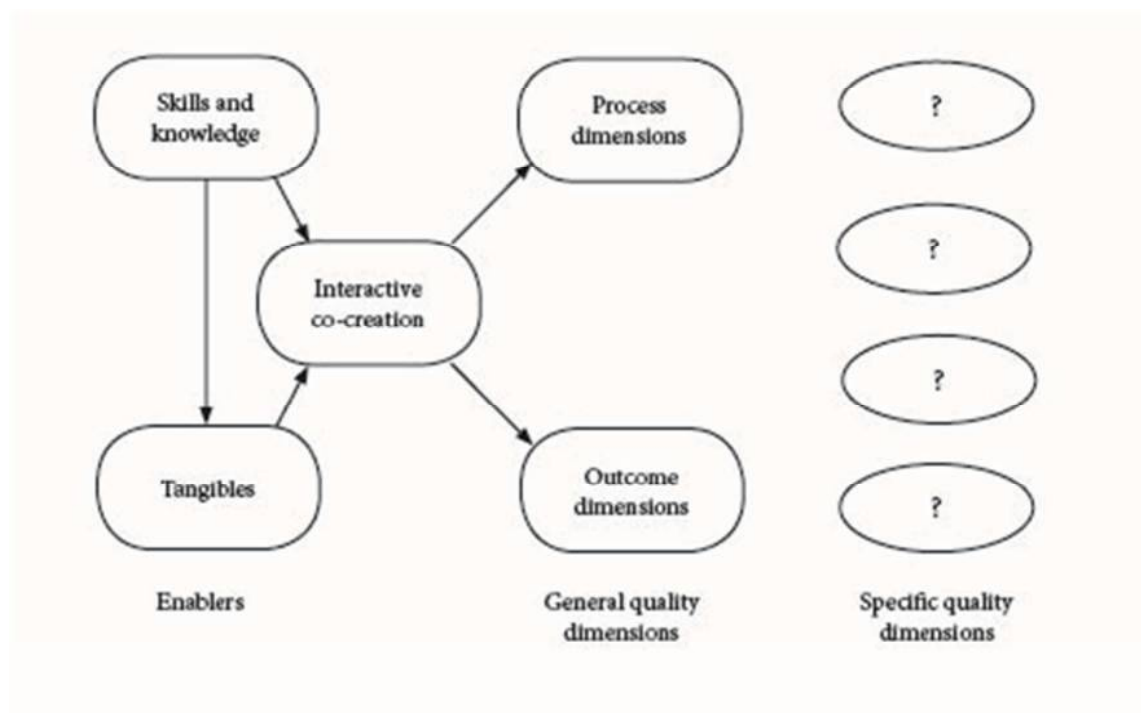 Skills and
knowledge
Process
dimensions
?
?
Interactive
co-creation
?
Tangibles
Outcome
dimensions
?
Enablers
General quality
dimensions
Specific quality
dimensions